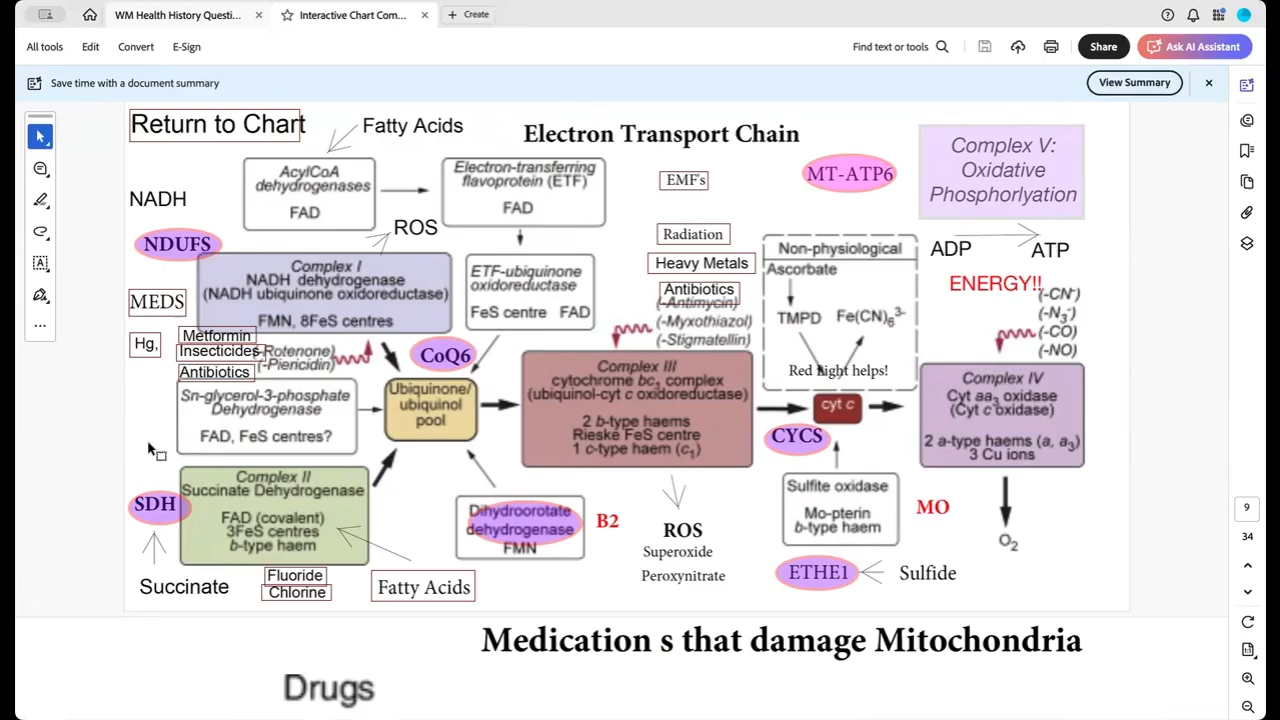 WM Health History Questi...
Interactive Chart Com...
Create
All tools
Edit
Convert
E-Sign
Find text or tools
Share
Ask AI Assistant
Save time with a document summary
View Summary
Return to Chart
Fatty Acids
Electron Transport Chain
Complex V:
Oxidative
Phosphorlyation
MT-ATP6
AcylCoA
dehydrogenases
FAD
Electron-transferring
flavoprotein (ETF)
FAD
EMF's
NADH
ROS
NDUFS
Radiation
Heavy Metals
Antibiotics
(-Antimycin)
(-Myxothiazol)
(-Stigmatellin)
Non-physiological
Ascorbate
TMPD
Fe(CN)₆³⁻
Red light helps!
ADP
ATP
ENERGY!!
(-CN⁻)
(-N₃⁻)
(-CO)
(-NO)
Complex I
NADH dehydrogenase
(NADH ubiquinone oxidoreductase)
FMN, 8FeS centres
ETF-ubiquinone
oxidoreductase
FeS centre FAD
MEDS
Hg,
Metformin
Insecticides
(-Rotenone)
(-Piericidin)
Antibiotics
CoQ6
Ubiquinone/
ubiquinol
pool
Complex III
cytochrome bc₁ complex
(ubiquinol-cyt c oxidoreductase)
2 b-type haems
Rieske FeS centre
1 c-type haem (c₁)
cyt c
CYCS
Complex IV
Cyt aa₃ oxidase
(Cyt c oxidase)
2 a-type haems (a, a₃)
3 Cu ions
Sn-glycerol-3-phosphate
Dehydrogenase
FAD, FeS centres?
Complex II
Succinate Dehydrogenase
FAD (covalent)
3FeS centres
b-type haem
SDH
Succinate
Fluoride
Chlorine
Fatty Acids
Dihydroorotate
dehydrogenase
FMN
B2
ROS
Superoxide
Peroxynitrate
Sulfite oxidase
Mo-pterin
b-type haem
MO
O₂
ETHE1
Sulfide
9
34
Medication s that damage Mitochondria
Drugs